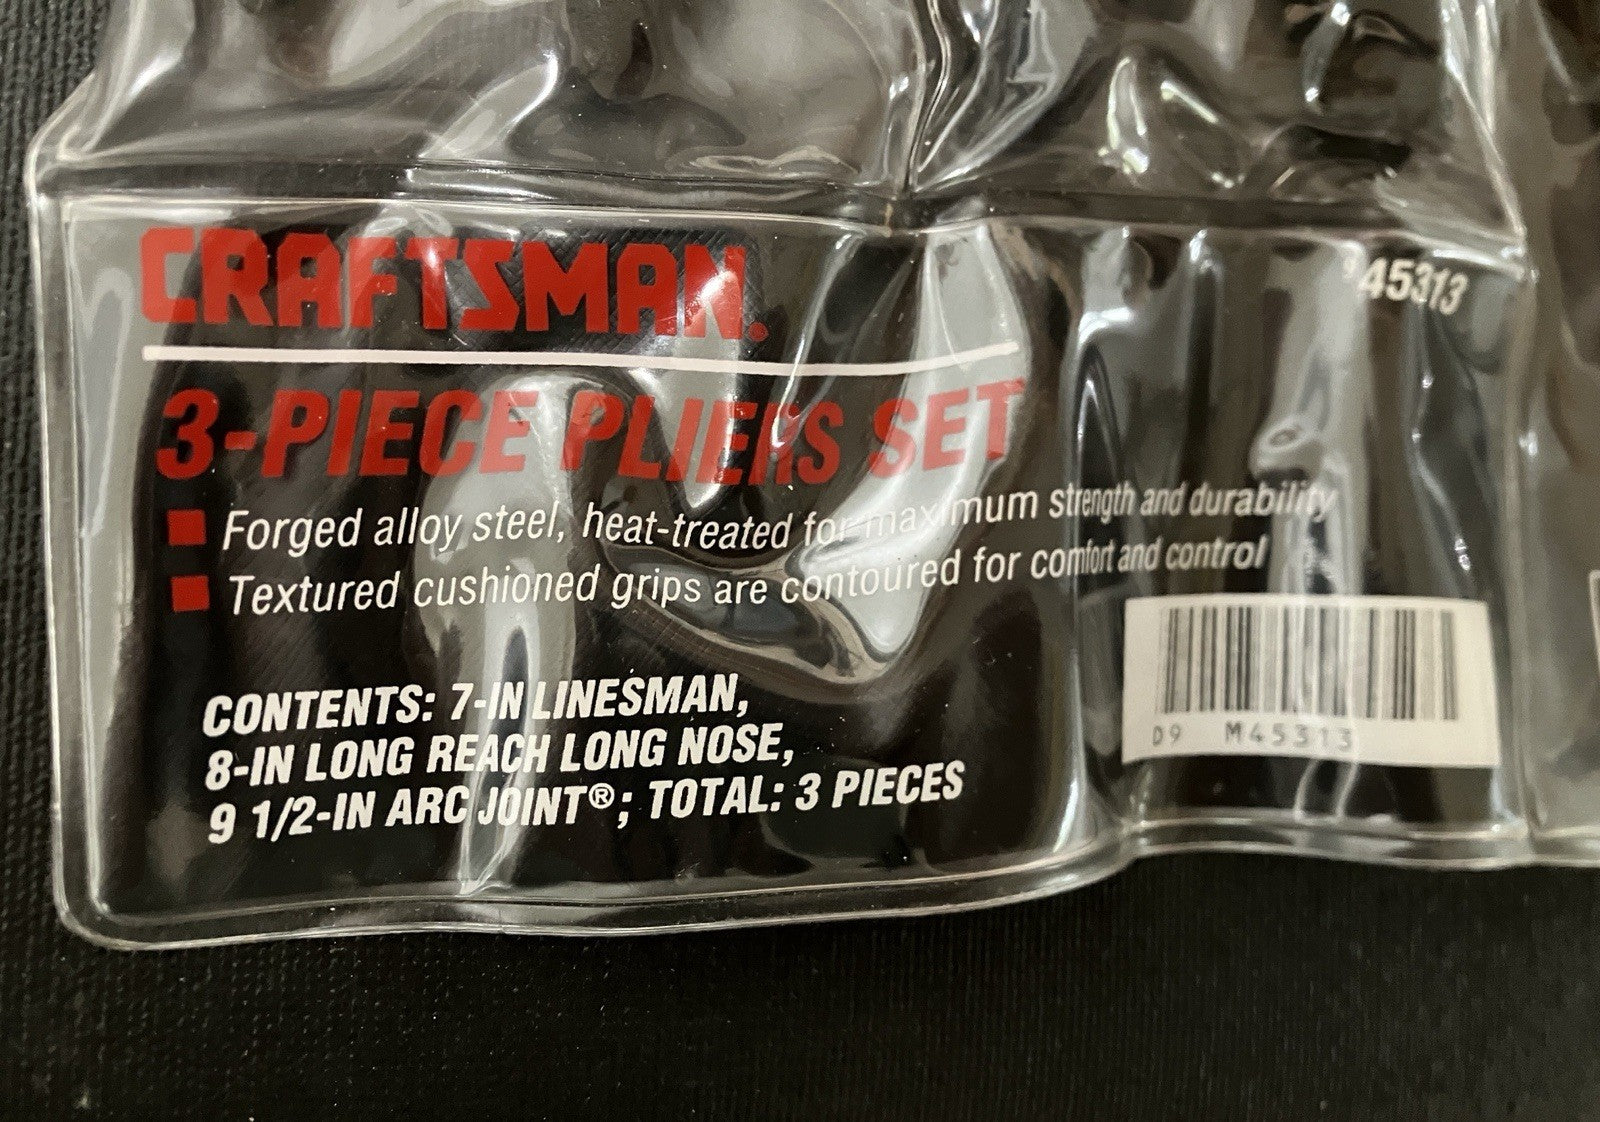 CRAFTSMAN®
945313
3-PIECE PLIERS SET
Forged alloy steel, heat-treated for maximum strength and durability
Textured cushioned grips are contoured for comfort and control
CONTENTS: 7-IN LINESMAN,
8-IN LONG REACH LONG NOSE,
9 1/2-IN ARC JOINT®; TOTAL: 3 PIECES
D9 M45313